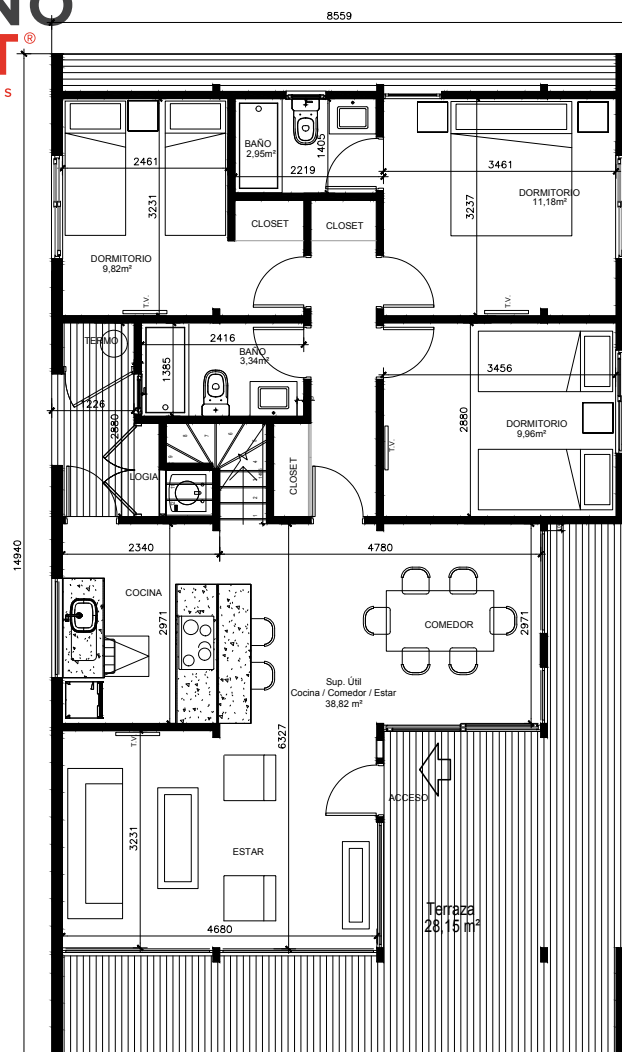 NO
T®
s
8559
14940
2461
3231
DORMITORIO
9,82m²
T.V.
BAÑO
2,95m²
1405
2219
CLOSET
CLOSET
3461
3237
DORMITORIO
11,18m²
T.V.
TERMO
1226
2880
LOGIA
2416
BAÑO
3,34m²
1385
CLOSET
3456
2880
DORMITORIO
9,96m²
T.V.
2340
4780
COCINA
2971
COMEDOR
2971
Sup. Útil
Cocina / Comedor / Estar
38,82 m²
6327
T.V.
3231
ESTAR
4680
ACCESO
Terraza
28,15 m²